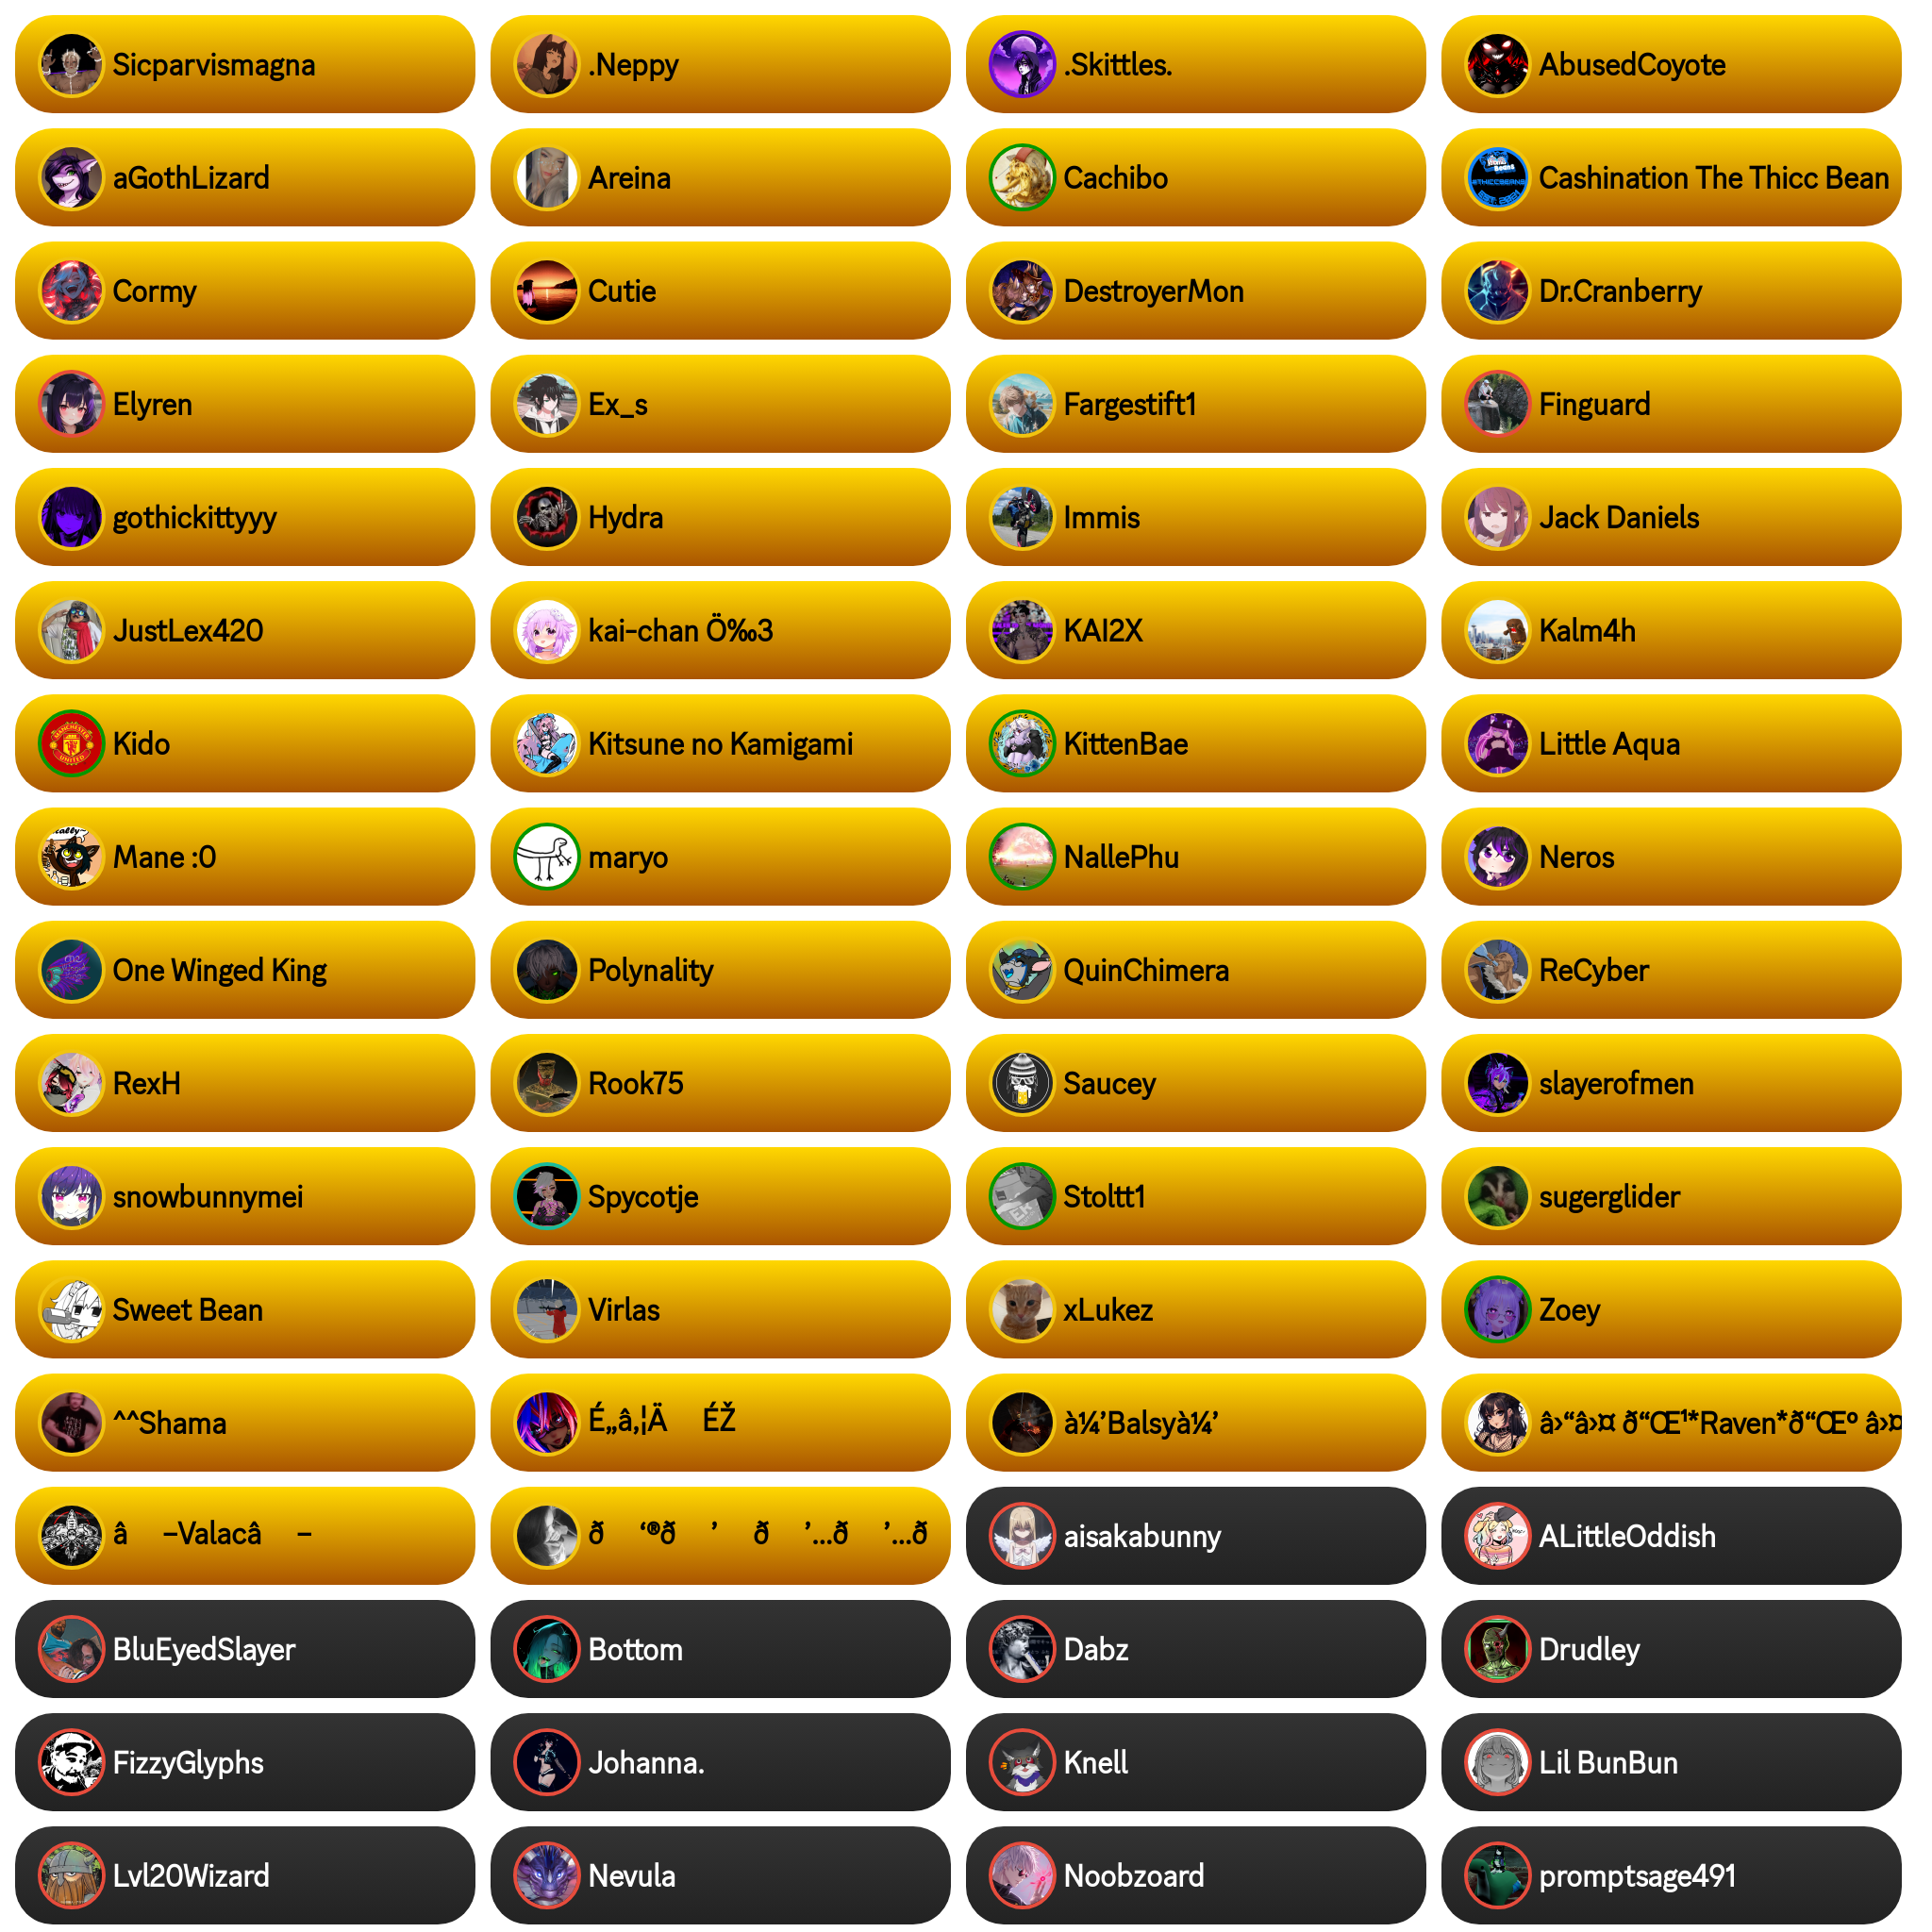 Sicparvismagna
.Neppy
.Skittles.
AbusedCoyote
aGothLizard
Areina
Cachibo
Cashination The Thicc Bean
Cormy
Cutie
DestroyerMon
Dr.Cranberry
Elyren
Ex_s
Fargestift1
Finguard
gothickittyyy
Hydra
Immis
Jack Daniels
JustLex420
kai-chan Ö‰3
KAI2X
Kalm4h
MANCHESTER UNITED
Kido
Kitsune no Kamigami
KittenBae
Little Aqua
Mane :0
maryo
NallePhu
Neros
One Winged King
Polynality
QuinChimera
ReCyber
RexH
Rook75
Saucey
slayerofmen
snowbunnymei
Spycotje
Stoltt1
sugerglider
Sweet Bean
Virlas
xLukez
Zoey
^^Shama
É„â‚¦Ä ÉŽ
à¼’Balsyà¼’
â›“â›¤ ð“Œ¹*Raven*ð“Œº â›¤
â –Valacâ –
ð ‘®ð ’ ð ’…ð ’…ð
aisakabunny
ALittleOddish
BluEyedSlayer
Bottom
Dabz
Drudley
FizzyGlyphs
Johanna.
Knell
Lil BunBun
Lvl20Wizard
Nevula
Noobzoard
promptsage491